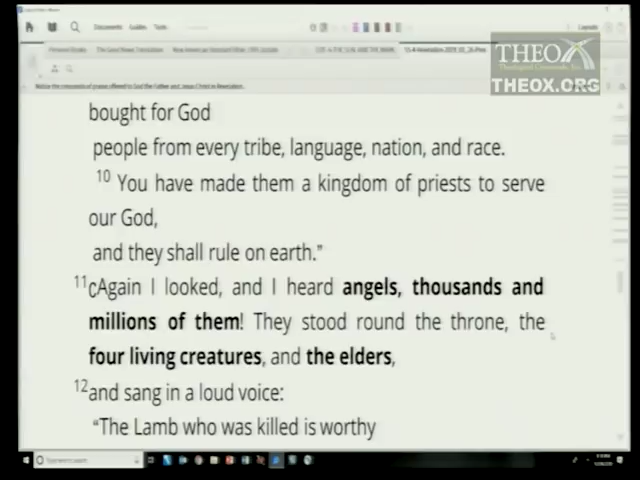 Documents Guides Tools
THEOX
THEOX.ORG
bought for God
people from every tribe, language, nation, and race.
10 You have made them a kingdom of priests to serve
our God,
and they shall rule on earth."
11 cAgain I looked, and I heard angels, thousands and
millions of them! They stood round the throne, the
four living creatures, and the elders,
12 and sang in a loud voice:
"The Lamb who was killed is worthy